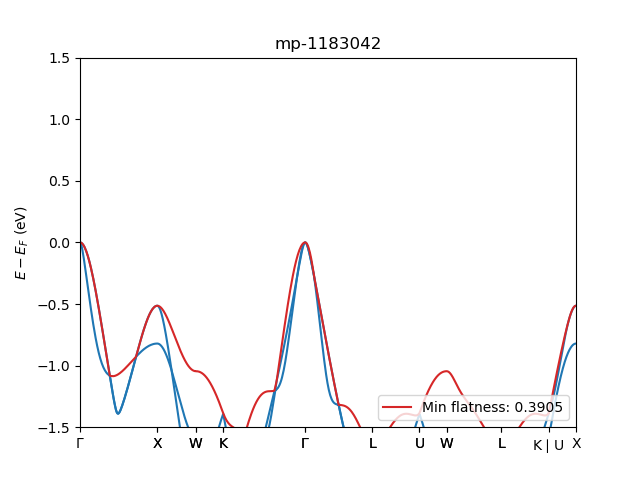 mp-1183042
E − E_F (eV)
1.5
1.0
0.5
0.0
−0.5
−1.0
−1.5
Min flatness: 0.3905
Γ X W K Γ L U W L K | U X